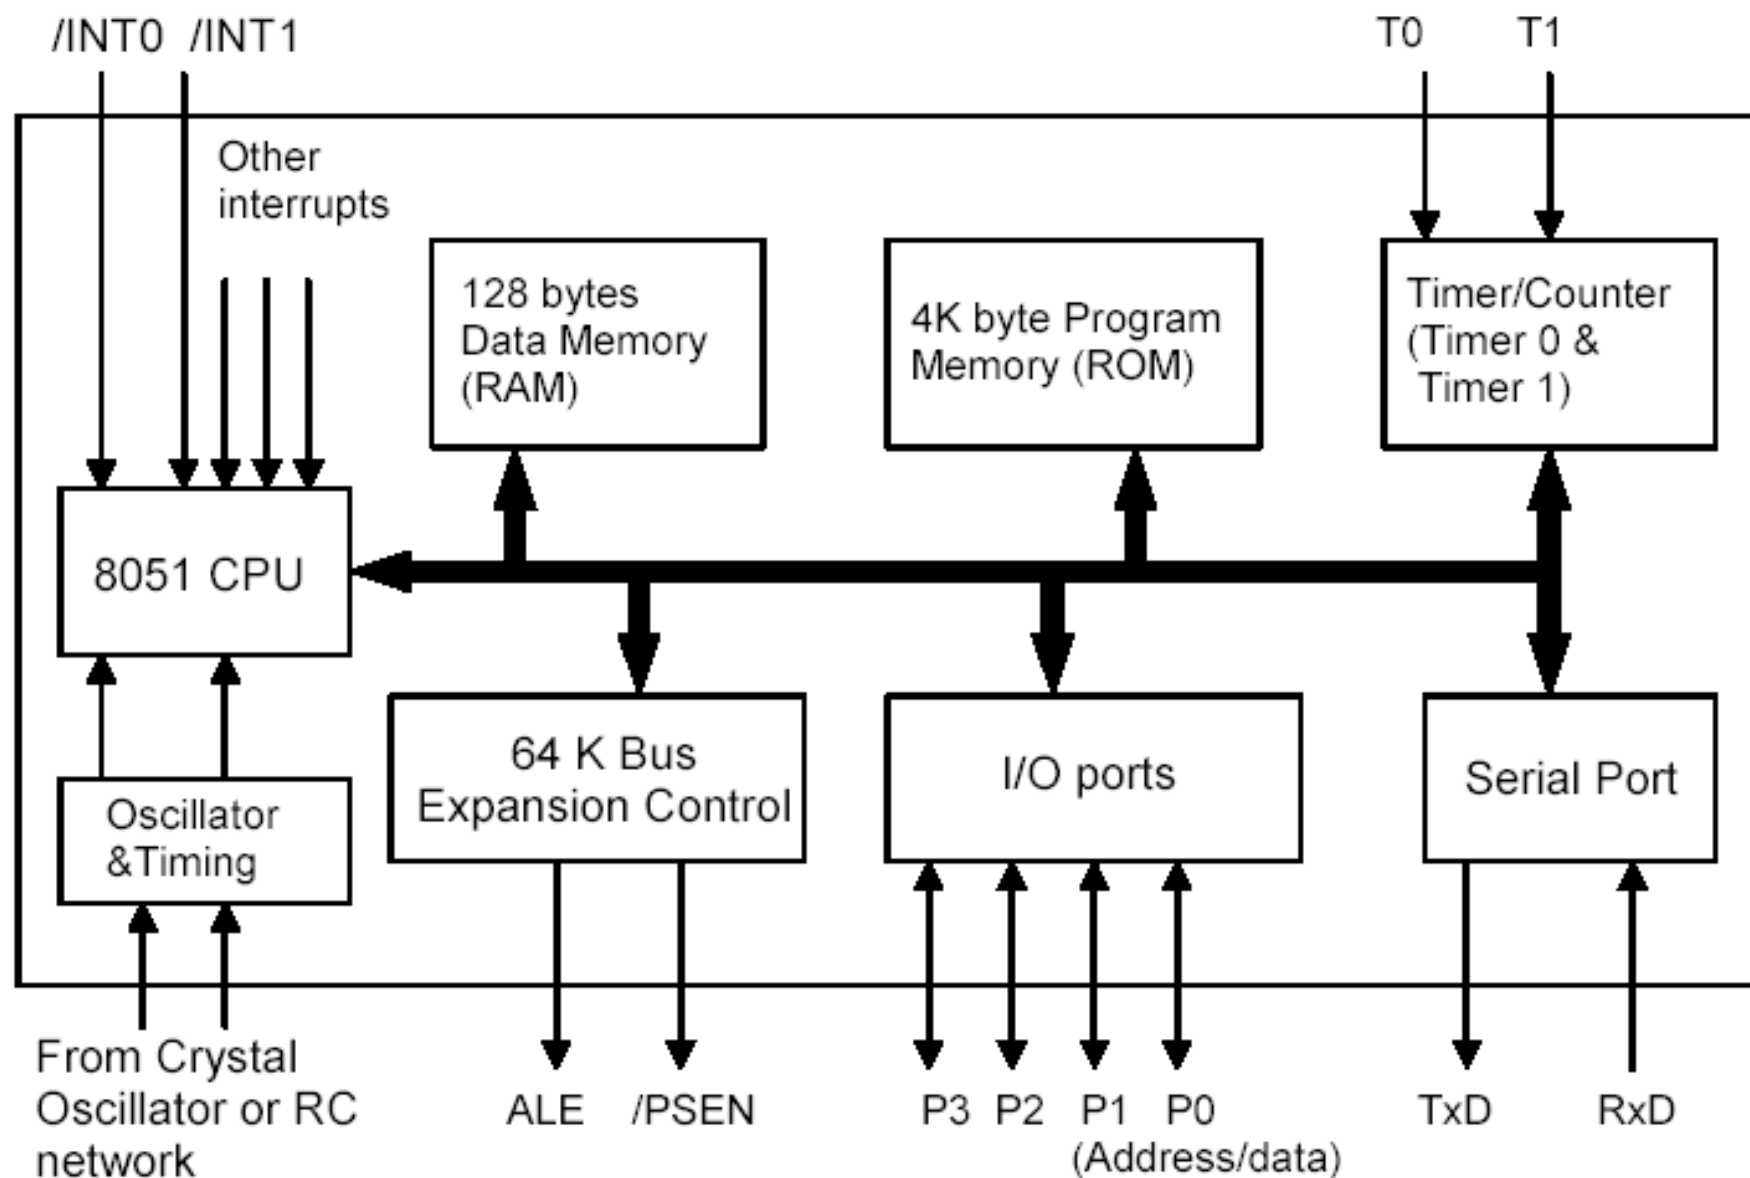 /INT0 /INT1
T0 T1
Other
interrupts
128 bytes
Data Memory
(RAM)
4K byte Program
Memory (ROM)
Timer/Counter
(Timer 0 &
Timer 1)
8051 CPU
64 K Bus
Expansion Control
I/O ports
Serial Port
Oscillator
&Timing
From Crystal
Oscillator or RC
network
ALE /PSEN
P3 P2 P1 P0
(Address/data)
TxD RxD